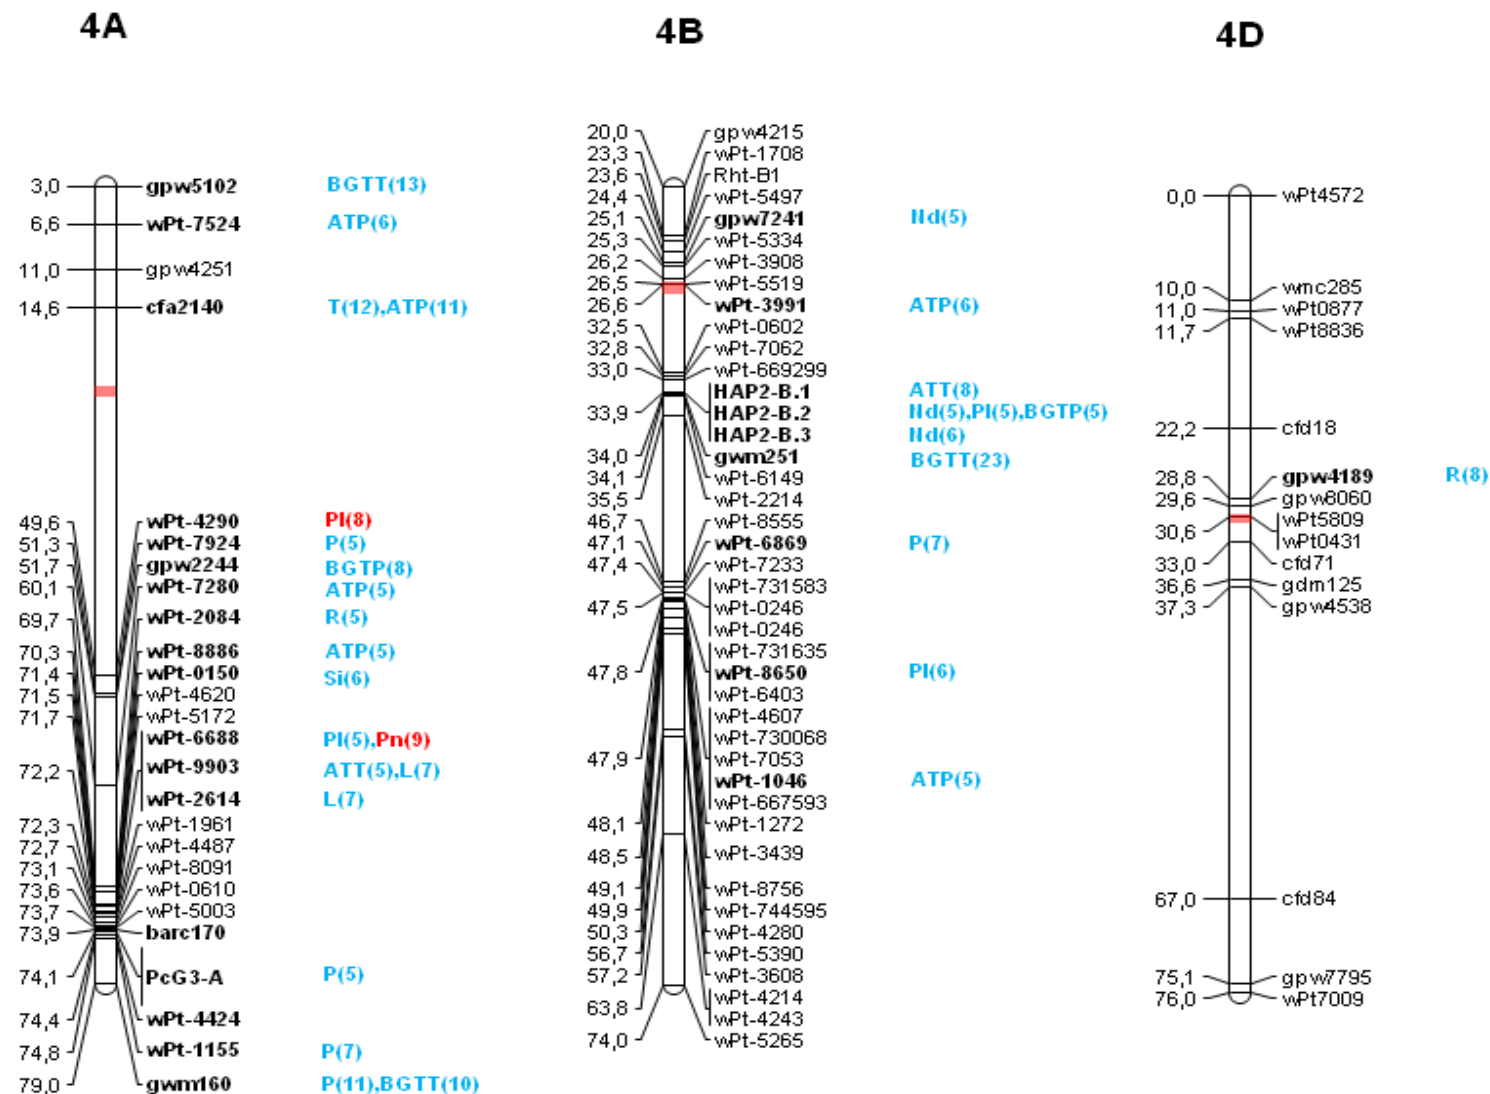 4A
3,0 gpw5102 BGTT(13)
6,6 wPt-7524 ATP(6)
11,0 gpw4251
14,6 cfa2140 T(12),ATP(11)
49,6 wPt-4290 PI(8)
51,3 wPt-7924 P(5)
51,7 gpw2244 BGTP(8)
60,1 wPt-7280 ATP(5)
69,7 wPt-2084 R(5)
70,3 wPt-8886 ATP(5)
71,4 wPt-0150 Si(6)
71,5 wPt-4620
71,7 wPt-5172
wPt-6688 PI(5),Pn(9)
72,2 wPt-9903 ATT(5),L(7)
wPt-2614 L(7)
72,3 wPt-1961
72,7 wPt-4487
73,1 wPt-8091
73,6 wPt-0610
73,7 wPt-5003
73,9 barc170
74,1 PcG3-A P(5)
74,4 wPt-4424
74,8 wPt-1155 P(7)
79,0 gwm160 P(11),BGTT(10)
4B
20,0 gpw4215
23,3 wPt-1708
23,6 Rht-B1
24,4 wPt-5497
25,1 gpw7241 Nd(5)
25,3 wPt-5334
26,2 wPt-3908
26,5 wPt-5519
26,6 wPt-3991 ATP(6)
32,5 wPt-0602
32,8 wPt-7062
33,0 wPt-669299
HAP2-B.1 ATT(8)
33,9 HAP2-B.2 Nd(5),PI(5),BGTP(5)
HAP2-B.3 Nd(6)
34,0 gwm251 BGTT(23)
34,1 wPt-6149
35,5 wPt-2214
46,7 wPt-8555
47,1 wPt-6869 P(7)
47,4 wPt-7233
wPt-731583
47,5 wPt-0246
wPt-0246
wPt-731635
47,8 wPt-8650 PI(6)
wPt-6403
wPt-4607
wPt-730068
47,9 wPt-7053
wPt-1046 ATP(5)
wPt-667593
48,1 wPt-1272
48,5 wPt-3439
49,1 wPt-8756
49,9 wPt-744595
50,3 wPt-4280
56,7 wPt-5390
57,2 wPt-3608
wPt-4214
63,8 wPt-4243
74,0 wPt-5265
4D
0,0 wPt4572
10,0 wmc285
11,0 wPt0877
11,7 wPt8836
22,2 cfd18
28,8 gpw4189 R(8)
29,6 gpw6060
30,6 wPt5809
wPt0431
33,0 cfd71
36,6 gdm125
37,3 gpw4538
67,0 cfd84
75,1 gpw7795
76,0 wPt7009